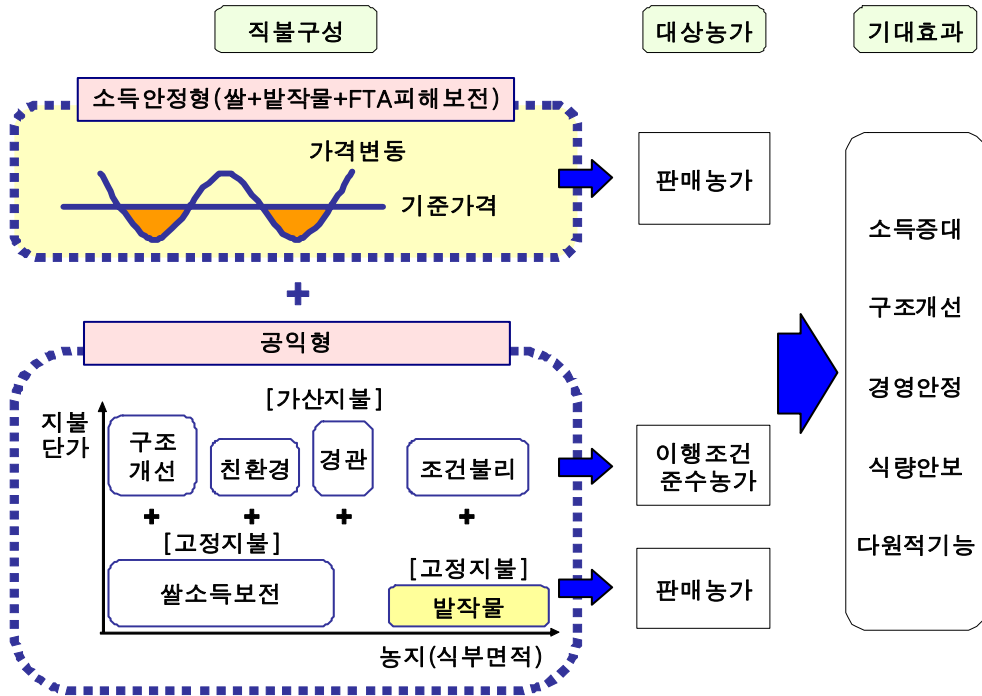 직불구성
대상농가
기대효과
소득안정형(쌀+밭작물+FTA피해보전)
가격변동
기준가격
판매농가
+
공익형
[가산지불]
지불
단가
구조
개선
친환경
경관
조건불리
+ + + +
[고정지불]
쌀소득보전
[고정지불]
밭작물
농지(식부면적)
이행조건
준수농가
판매농가
소득증대
구조개선
경영안정
식량안보
다원적기능